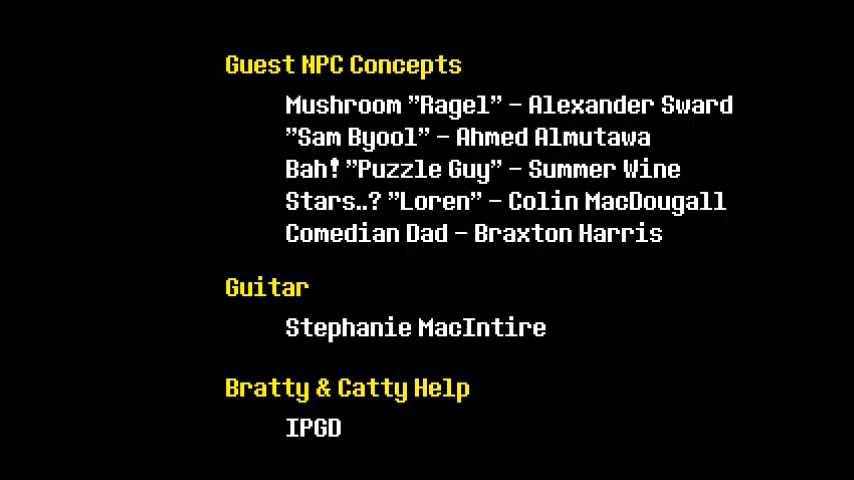 Guest NPC Concepts
Mushroom ”Ragel” – Alexander Sward
”Sam Byool” – Ahmed Almutawa
Bah! ”Puzzle Guy” – Summer Wine
Stars..? ”Loren” – Colin MacDougall
Comedian Dad – Braxton Harris
Guitar
Stephanie MacIntire
Bratty & Catty Help
IPGD